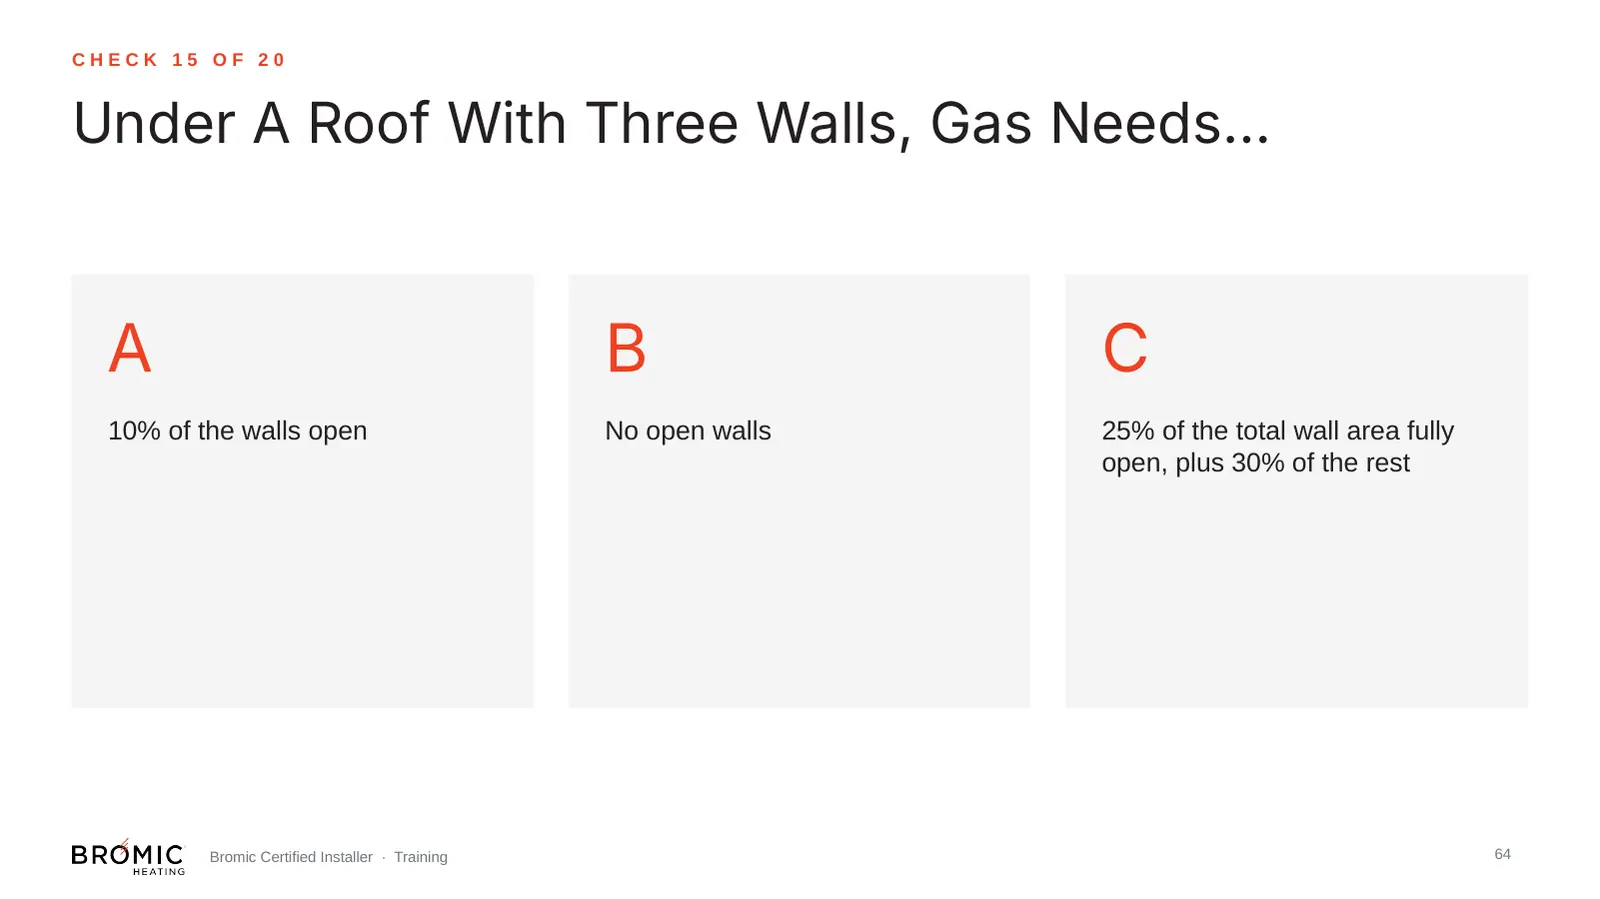 CHECK 15 OF 20
Under A Roof With Three Walls, Gas Needs...
A
10% of the walls open
B
No open walls
C
25% of the total wall area fully
open, plus 30% of the rest
BROMIC
HEATING
Bromic Certified Installer · Training
64